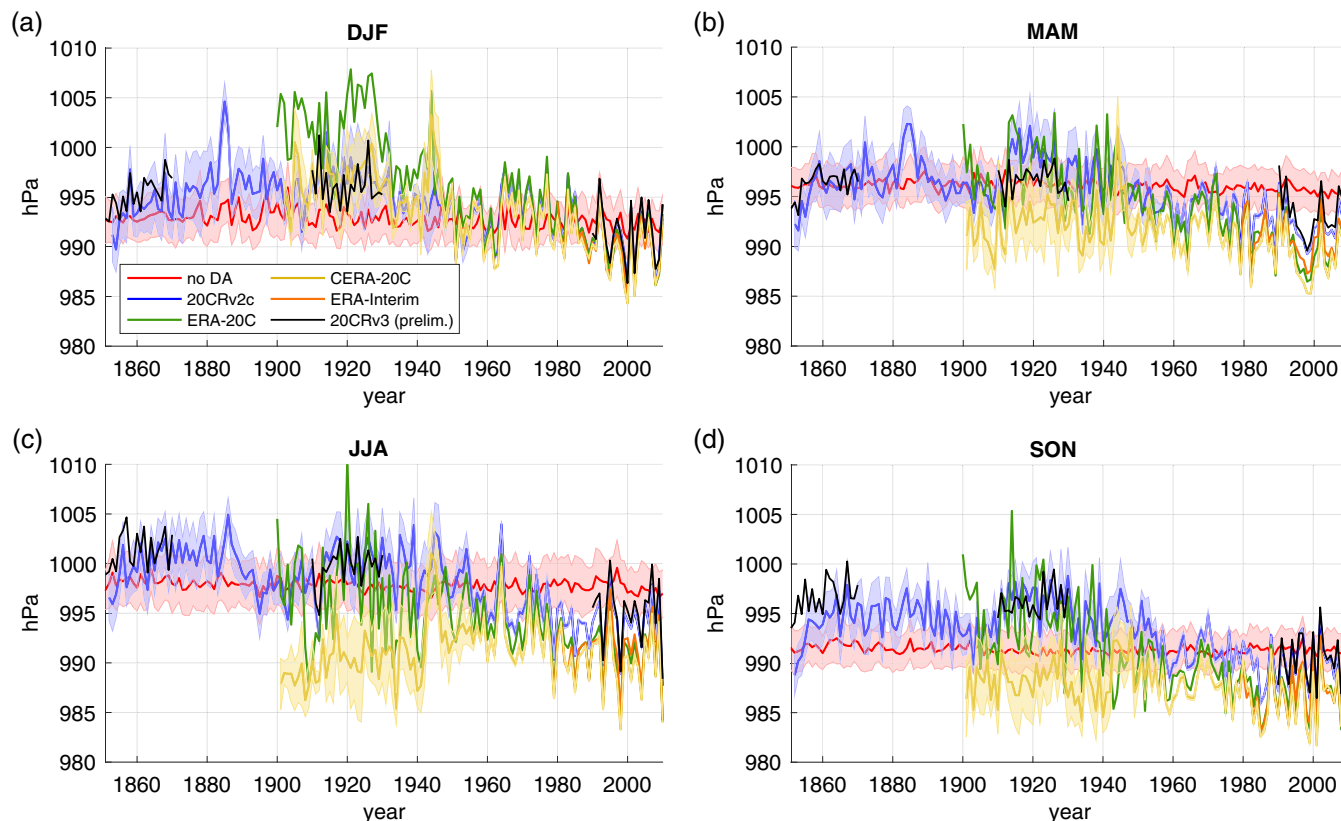 (a)
DJF
1010
1005
1000
995
990
985
980
hPa
no DA
20CRv2c
ERA-20C
CERA-20C
ERA-Interim
20CRv3 (prelim.)
1860 1880 1900 1920 1940 1960 1980 2000
year
(b)
MAM
1010
1005
1000
995
990
985
980
hPa
1860 1880 1900 1920 1940 1960 1980 2000
year
(c)
JJA
1010
1005
1000
995
990
985
980
hPa
1860 1880 1900 1920 1940 1960 1980 2000
year
(d)
SON
1010
1005
1000
995
990
985
980
hPa
1860 1880 1900 1920 1940 1960 1980 2000
year